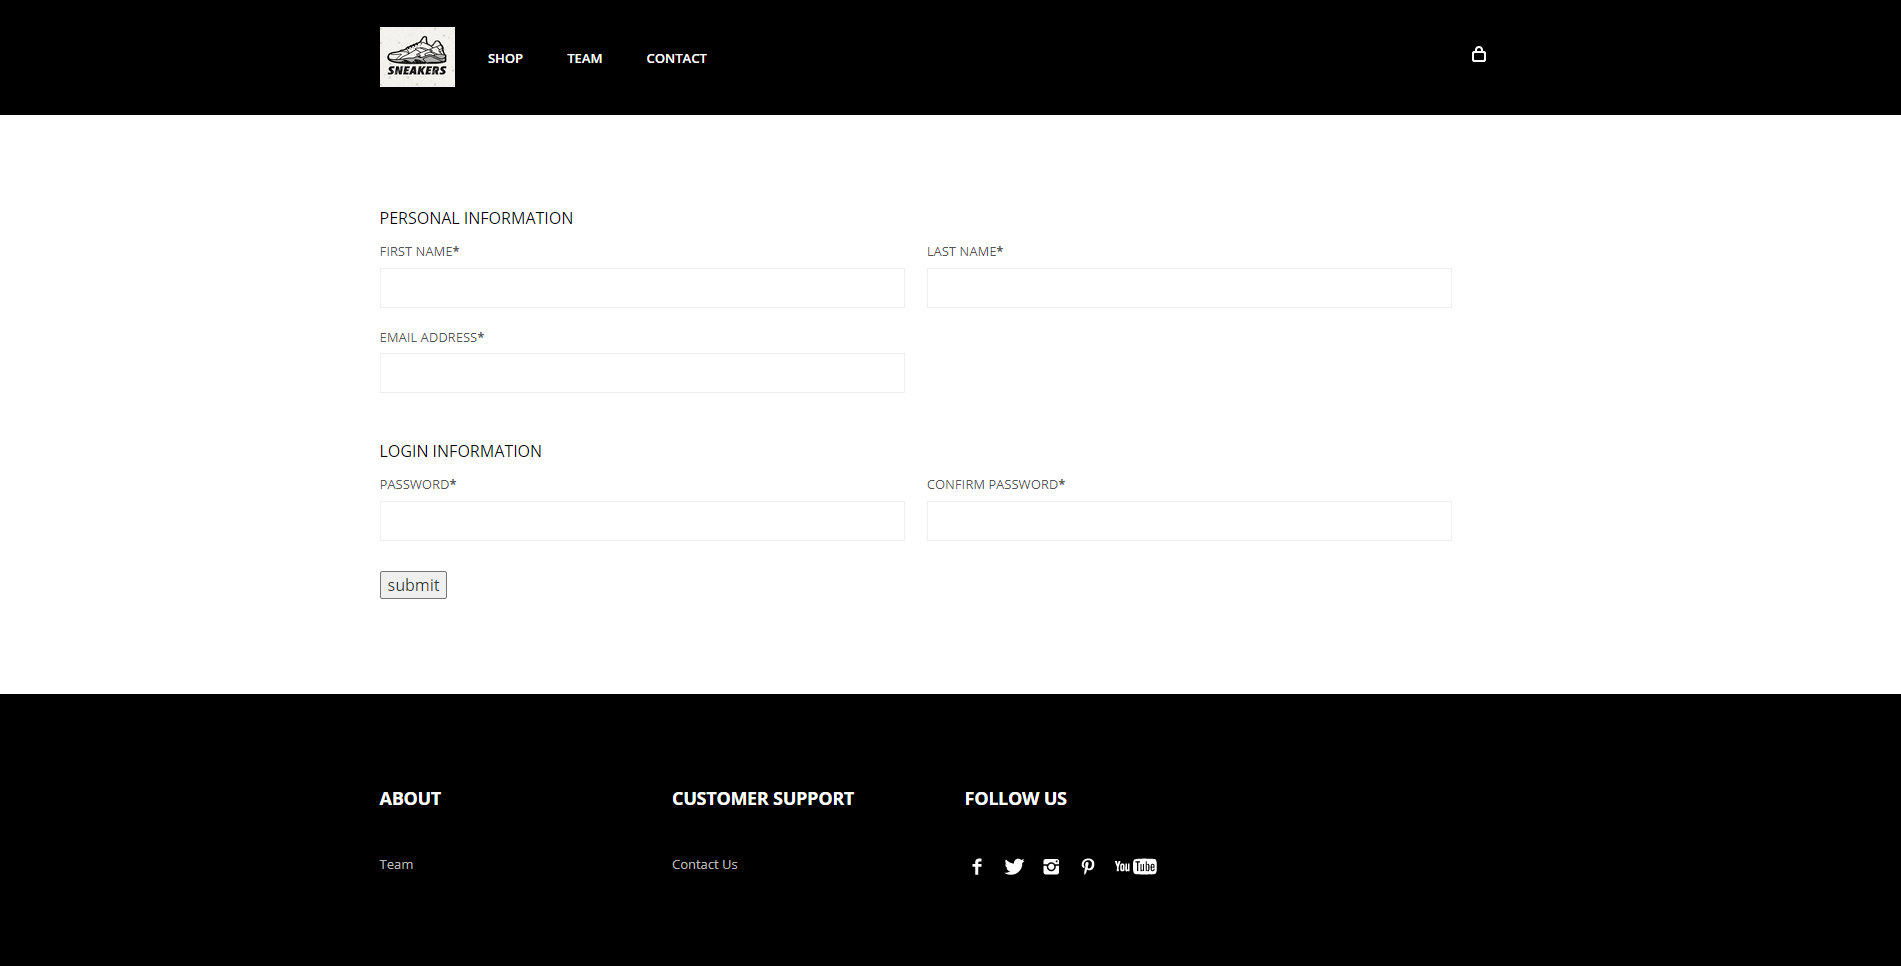 SNEAKERS
SHOP TEAM CONTACT
PERSONAL INFORMATION
FIRST NAME* LAST NAME*
EMAIL ADDRESS*
LOGIN INFORMATION
PASSWORD* CONFIRM PASSWORD*
submit
ABOUT CUSTOMER SUPPORT FOLLOW US
Team Contact Us You Tube